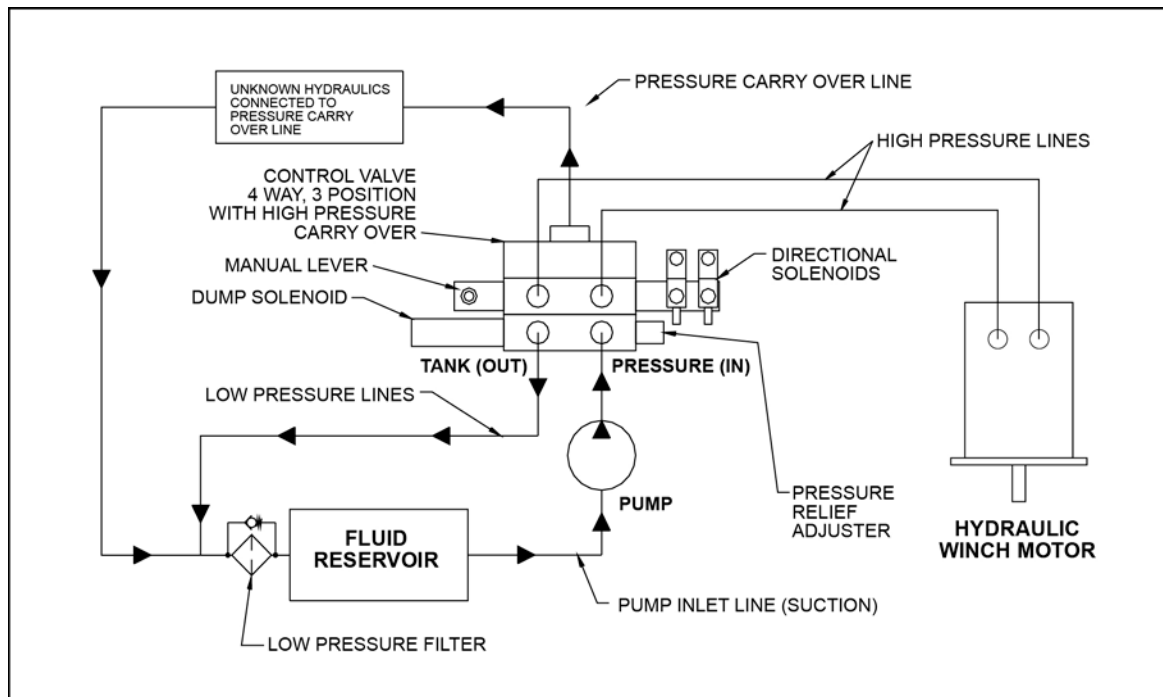 PRESSURE CARRY OVER LINE
UNKNOWN HYDRAULICS
CONNECTED TO
PRESSURE CARRY
OVER LINE
HIGH PRESSURE LINES
CONTROL VALVE
4 WAY, 3 POSITION
WITH HIGH PRESSURE
CARRY OVER
DIRECTIONAL
SOLENOIDS
MANUAL LEVER
DUMP SOLENOID
TANK (OUT)
PRESSURE (IN)
LOW PRESSURE LINES
PUMP
PRESSURE
RELIEF
ADJUSTER
HYDRAULIC
WINCH MOTOR
FLUID
RESERVOIR
PUMP INLET LINE (SUCTION)
LOW PRESSURE FILTER